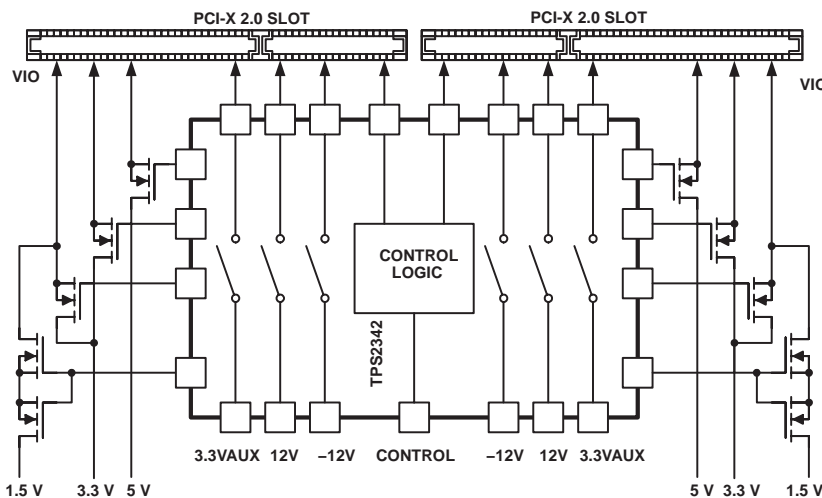 PCI-X 2.0 SLOT
PCI-X 2.0 SLOT
VIO
VIO
CONTROL
LOGIC
TPS2342
3.3VAUX 12V −12V CONTROL −12V 12V 3.3VAUX
1.5 V 3.3 V 5 V 5 V 3.3 V 1.5 V